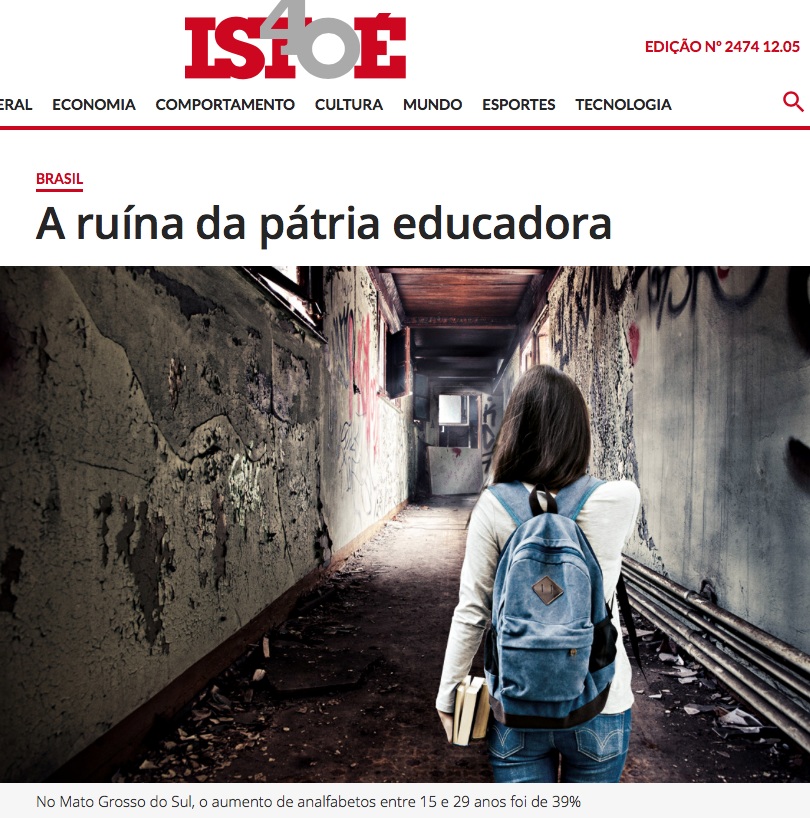 ISTOÉ
40
EDIÇÃO Nº 2474 12.05
ERAL ECONOMIA COMPORTAMENTO CULTURA MUNDO ESPORTES TECNOLOGIA
BRASIL
A ruína da pátria educadora
No Mato Grosso do Sul, o aumento de analfabetos entre 15 e 29 anos foi de 39%